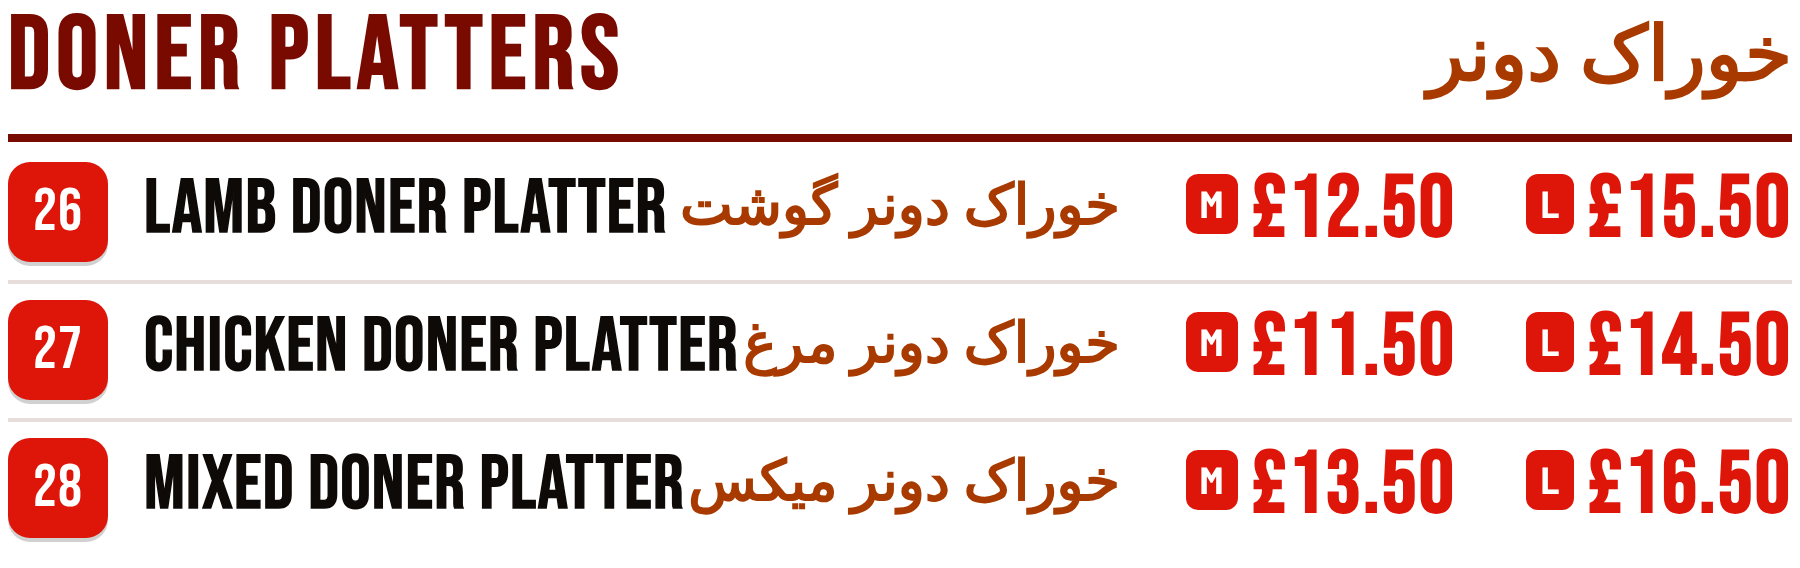 DONER PLATTERS خوراک دونر
26 LAMB DONER PLATTER خوراک دونر گوشت M £12.50 L £15.50
27 CHICKEN DONER PLATTER خوراک دونر مرغ M £11.50 L £14.50
28 MIXED DONER PLATTER خوراک دونر میکس M £13.50 L £16.50